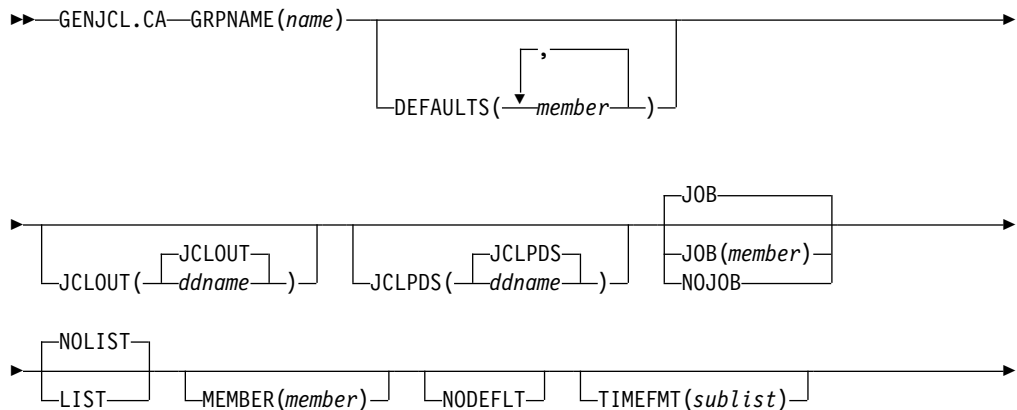 GENJCL.CA GRPNAME(name)
,
DEFAULTS( member )
JOB
JCLOUT JCLPDS JOB(member)
JCLOUT( ddname ) JCLPDS( ddname ) NOJOB
NOLIST
LIST MEMBER(member) NODEFLT TIMEFMT(sublist)